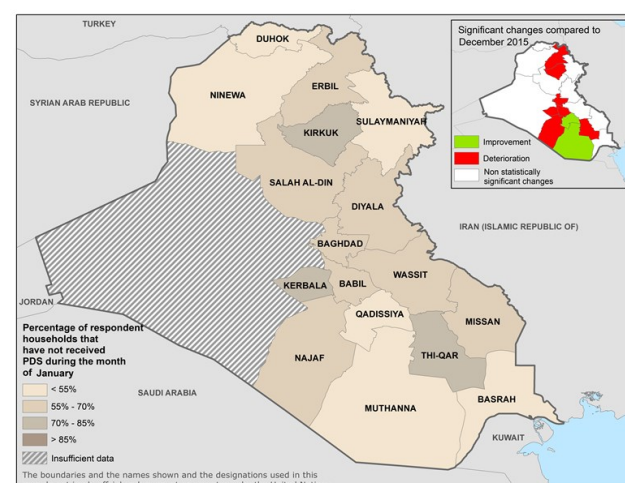 TURKEY
DUHOK
Significant changes compared to
December 2015
NINEWA
ERBIL
SYRIAN ARAB REPUBLIC
SULAYMANIYAH
KIRKUK
Improvement
Deterioration
Non statistically
significant changes
SALAH AL-DIN
DIYALA
IRAN (ISLAMIC REPUBLIC OF)
BAGHDAD
WASSIT
KERBALA
BABIL
JORDAN
QADISSIYA
MISSAN
Percentage of respondent
households that
have not received
PDS during the month
of January
NAJAF
THI-QAR
< 55%
55% - 70%
70% - 85%
> 85%
Insufficient data
SAUDI ARABIA
MUTHANNA
BASRAH
KUWAIT
The boundaries and the names shown and the designations used in this